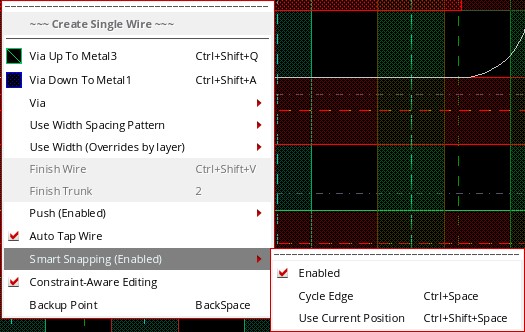 ~~~ Create Single Wire ~~~
Via Up To Metal3 Ctrl+Shift+Q
Via Down To Metal1 Ctrl+Shift+A
Via
Use Width Spacing Pattern
Use Width (Overrides by layer)
Finish Wire Ctrl+Shift+V
Finish Trunk 2
Push (Enabled)
Auto Tap Wire
Smart Snapping (Enabled)
Constraint-Aware Editing
Backup Point BackSpace
Enabled
Cycle Edge Ctrl+Space
Use Current Position Ctrl+Shift+Space